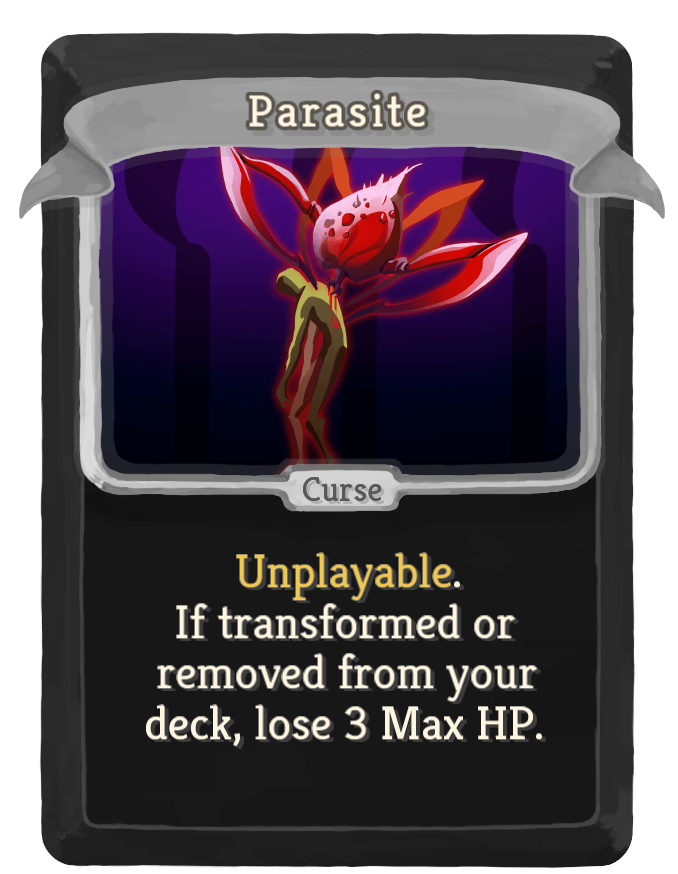 Parasite
Curse
Unplayable.
If transformed or
removed from your
deck, lose 3 Max HP.